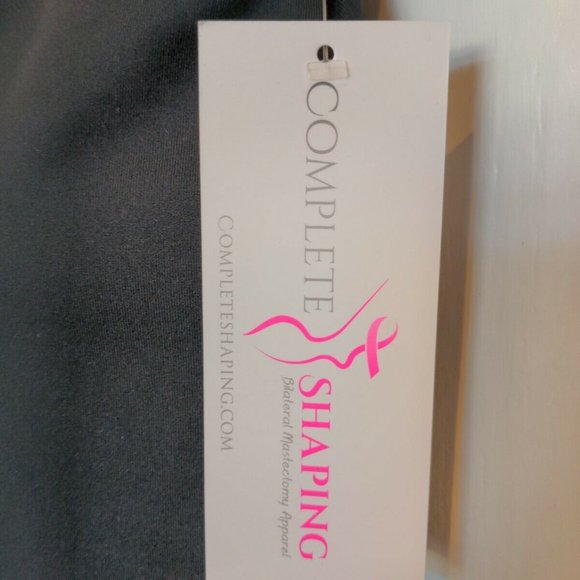 COMPLETE
SHAPING
Bilateral Mastectomy Apparel
COMPLETESHAPING.COM